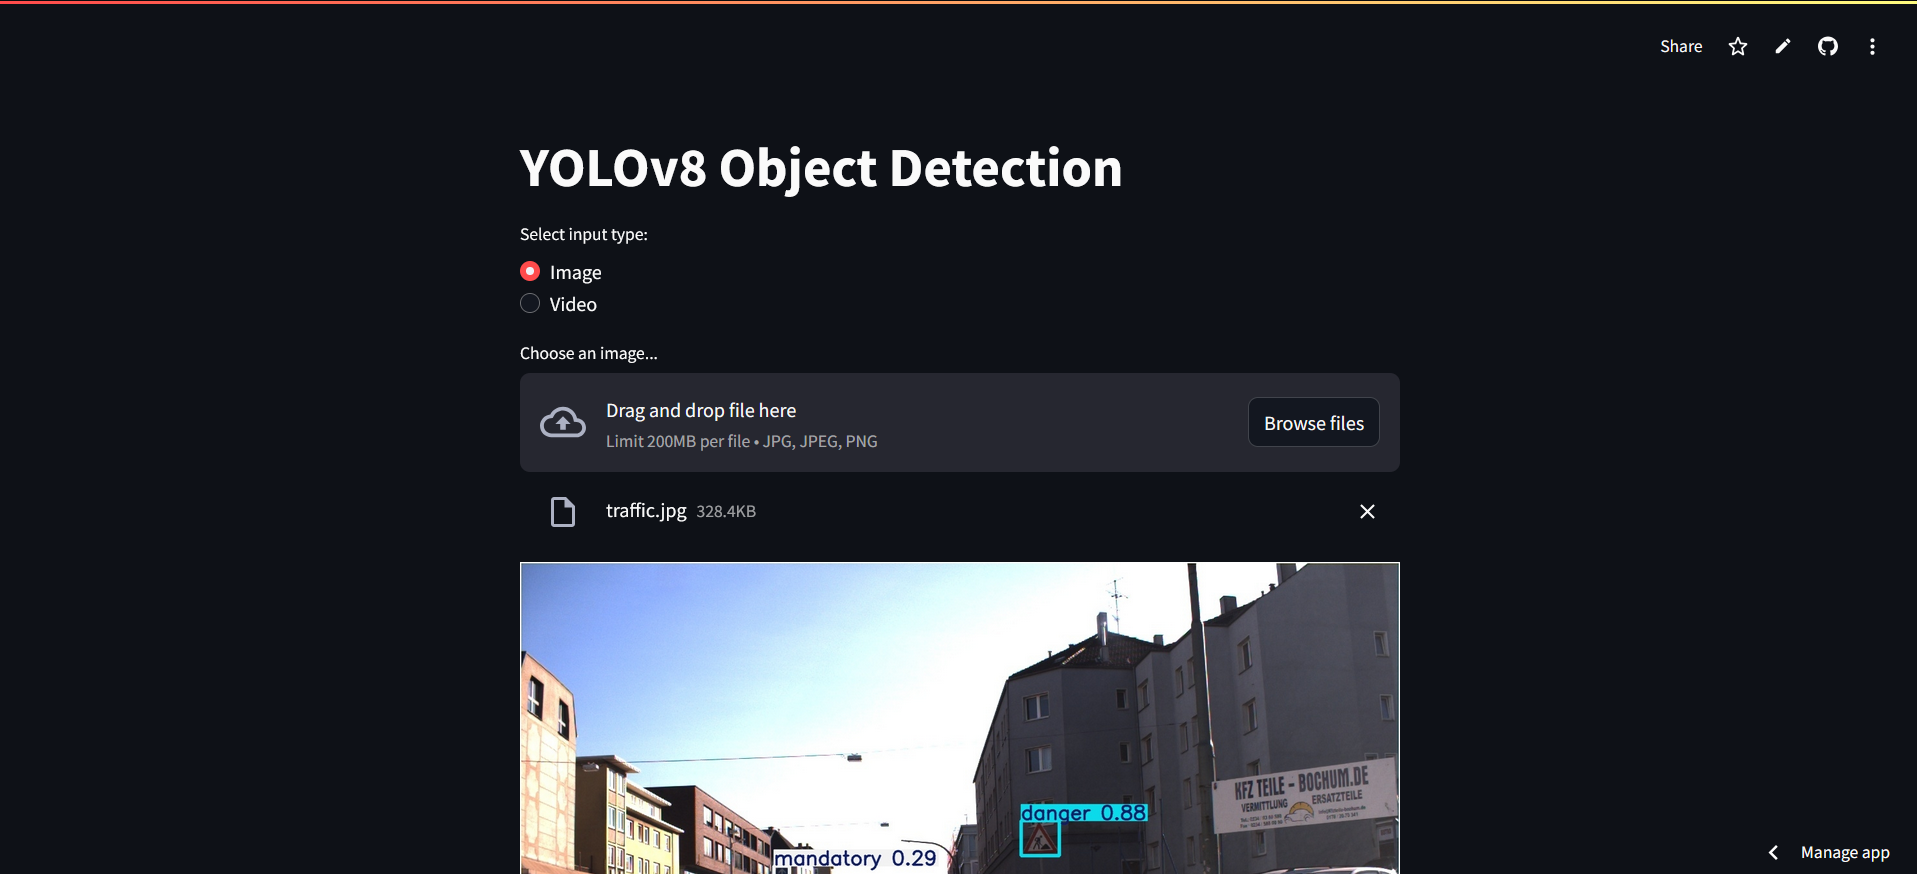 Share
YOLOv8 Object Detection
Select input type:
Image
Video
Choose an image...
Drag and drop file here
Limit 200MB per file • JPG, JPEG, PNG
Browse files
traffic.jpg 328.4KB
KFZ TEILE - BOCHUM.DE
VERMITTLUNG ERSATZTEILE
danger 0.88
mandatory 0.29
Manage app